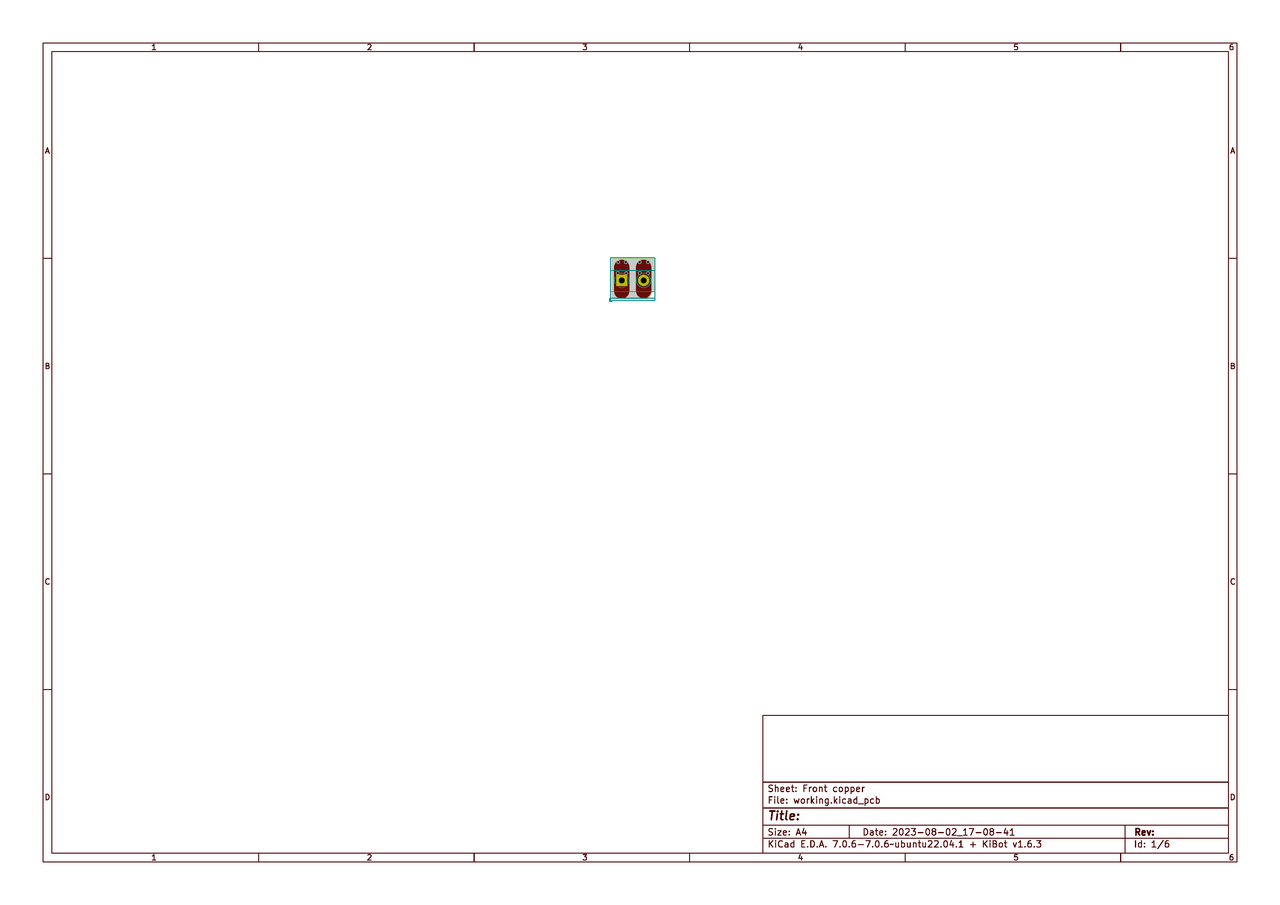 1 2 3 4 5 6
A A
B B
C C
D D
Sheet: Front copper
File: working.kicad_pcb
Title:
Size: A4 Date: 2023-08-02_17-08-41 Rev:
KiCad E.D.A. 7.0.6-7.0.6~ubuntu22.04.1 + KiBot v1.6.3 Id: 1/6
1 2 3 4 5 6